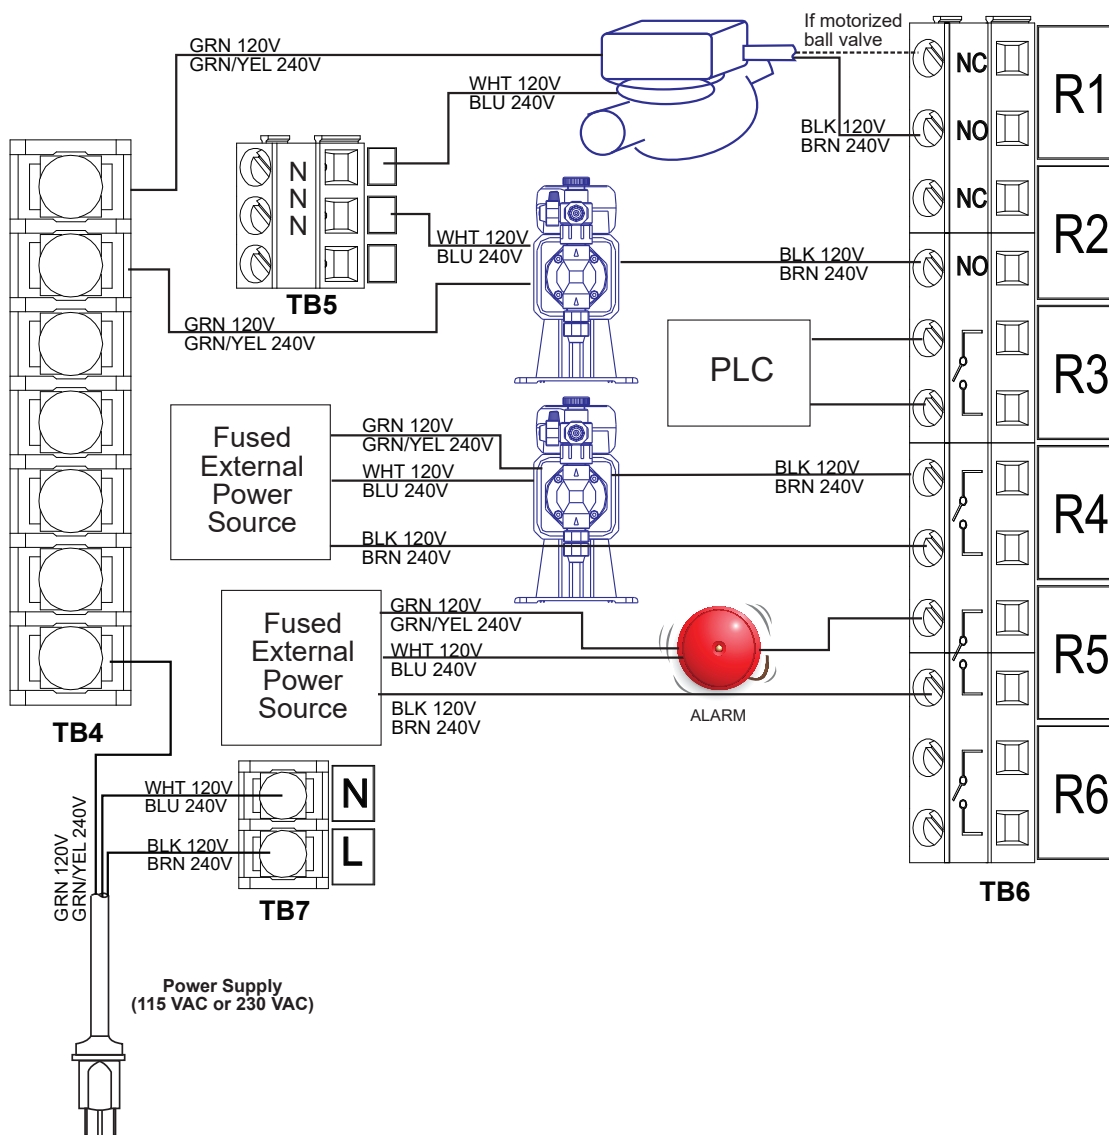 If motorized
ball valve
GRN 120V
GRN/YEL 240V
WHT 120V
BLU 240V
NC
R1
BLK 120V
BRN 240V
NO
N
N
N
NC
R2
WHT 120V
BLU 240V
BLK 120V
BRN 240V
NO
TB5
GRN 120V
GRN/YEL 240V
PLC
R3
Fused
External
Power
Source
GRN 120V
GRN/YEL 240V
WHT 120V
BLU 240V
BLK 120V
BRN 240V
R4
BLK 120V
BRN 240V
Fused
External
Power
Source
GRN 120V
GRN/YEL 240V
WHT 120V
BLU 240V
BLK 120V
BRN 240V
ALARM
R5
TB4
WHT 120V
BLU 240V
N
R6
BLK 120V
BRN 240V
L
GRN 120V
GRN/YEL 240V
TB7
TB6
Power Supply
(115 VAC or 230 VAC)